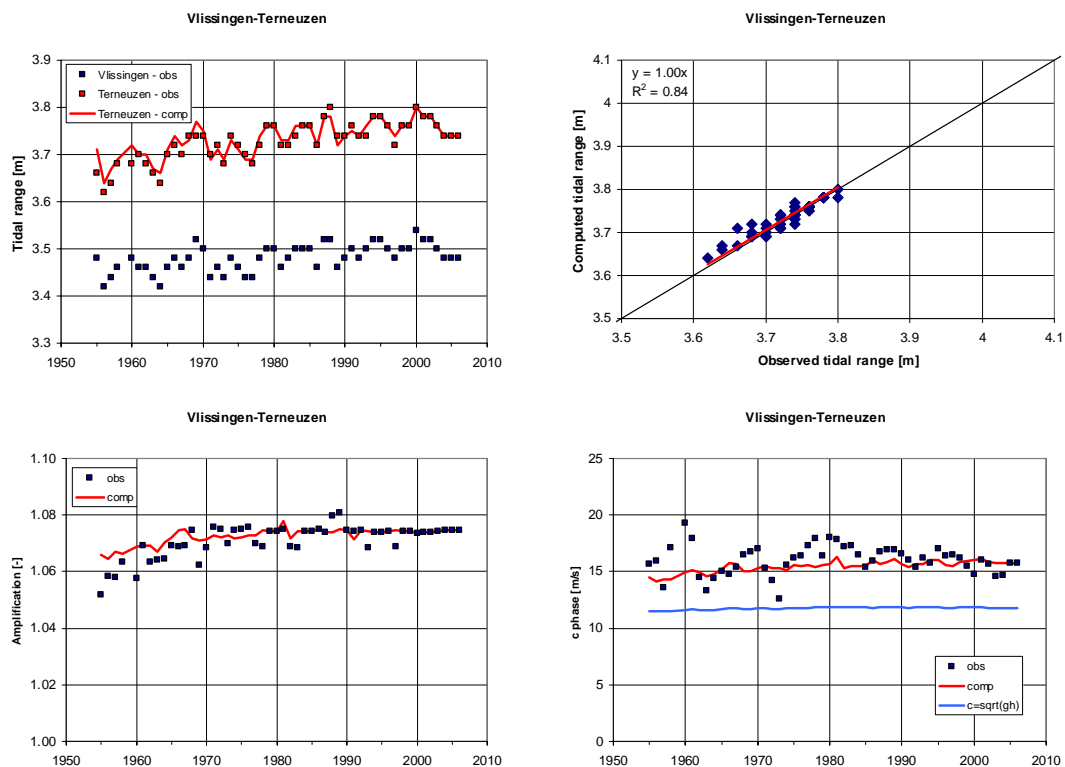 Vlissingen-Terneuzen
3.9
3.8
3.7
3.6
3.5
3.4
3.3
Tidal range [m]
Vlissingen - obs
Terneuzen - obs
Terneuzen - comp
1950 1960 1970 1980 1990 2000 2010
Vlissingen-Terneuzen
4.1
4
3.9
3.8
3.7
3.6
3.5
Computed tidal range [m]
y = 1.00x
R² = 0.84
3.5 3.6 3.7 3.8 3.9 4 4.1
Observed tidal range [m]
Vlissingen-Terneuzen
1.10
1.08
1.06
1.04
1.02
1.00
Amplification [-]
obs
comp
1950 1960 1970 1980 1990 2000 2010
Vlissingen-Terneuzen
25
20
15
10
5
0
c phase [m/s]
obs
comp
c=sqrt(gh)
1950 1960 1970 1980 1990 2000 2010